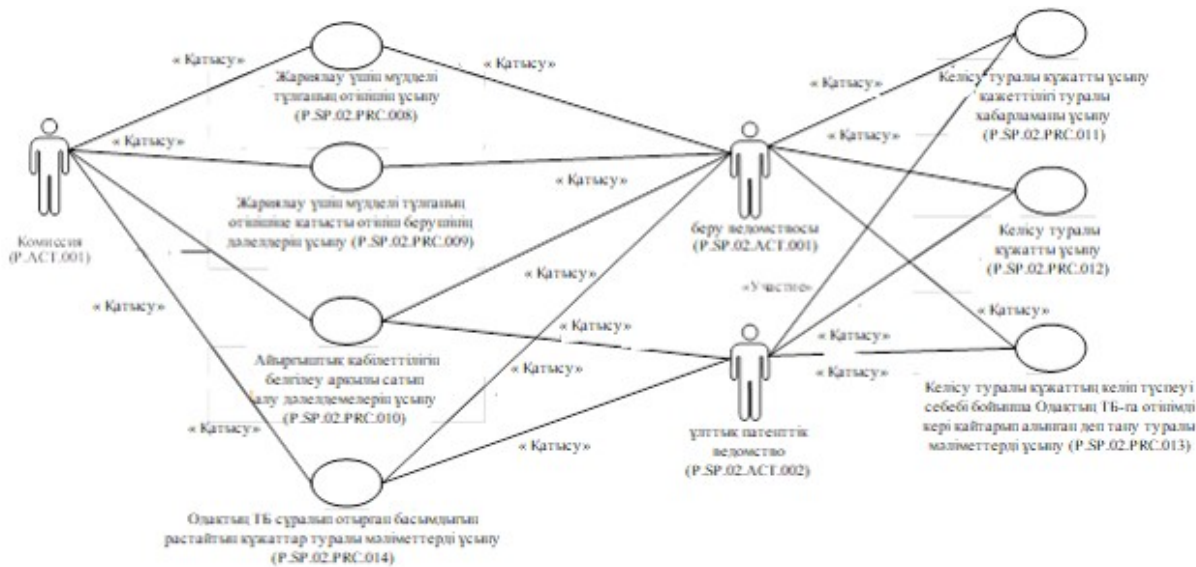 « Қатысу»
« Қатысу»
Жариялау үшін мүдделі
тұлғаның өтінішін ұсыну
(P.SP.02.PRC.008)
« Қатысу»
« Қатысу»
Жариялау үшін мүдделі тұлғаның
өтінішіне қатысты өтініш берушінің
дәлелдерін ұсыну (P.SP.02.PRC.009)
Комиссия
(P.ACT.001)
« Қатысу»
« Қатысу»
« Қатысу»
Айырғыштық қабілеттілігін
белгілеу арқылы сатып
алу дәлелдемелерін ұсыну
(P.SP.02.PRC.010)
« Қатысу»
« Қатысу»
« Қатысу»
« Қатысу»
Одақтың ТБ сұралып отырған басымдығын
растайтын құжаттар туралы мәліметтерді ұсыну
(P.SP.02.PRC.014)
« Қатысу»
Келісу туралы құжатты ұсыну
қажеттілігі туралы
хабарламаны ұсыну
(P.SP.02.PRC.011)
« Қатысу»
« Қатысу»
беру ведомствосы
(P.SP.02.ACT.001)
Келісу туралы
құжатты ұсыну
(P.SP.02.PRC.012)
«Участие»
« Қатысу»
« Қатысу»
« Қатысу»
ұлттық патенттік
ведомство
(P.SP.02.ACT.002)
Келісу туралы құжаттың келіп түспеуі
себебі бойынша Одақтың ТБ-ға өтінімді
кері қайтарып алынған деп тану туралы
мәліметтерді ұсыну (P.SP.02.PRC.013)